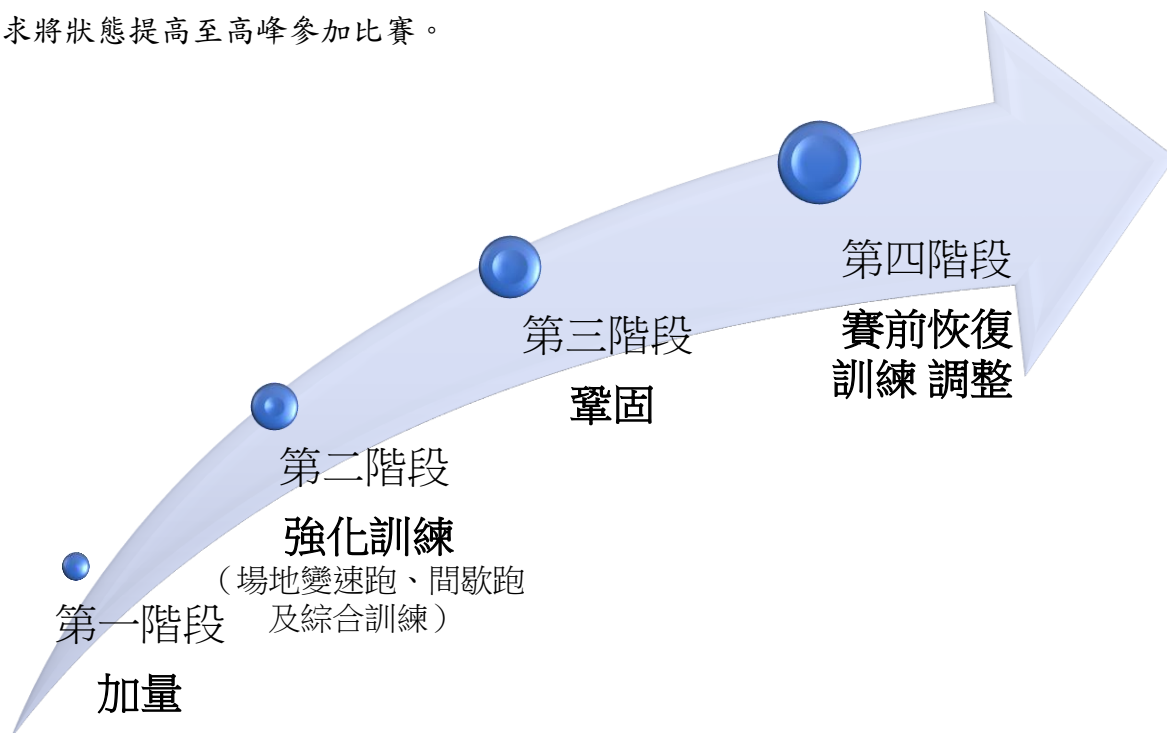 求將狀態提高至高峰參加比賽。
第一階段
加量
第二階段
強化訓練
（場地變速跑、間歇跑
及綜合訓練）
第三階段
鞏固
第四階段
賽前恢復
訓練 調整